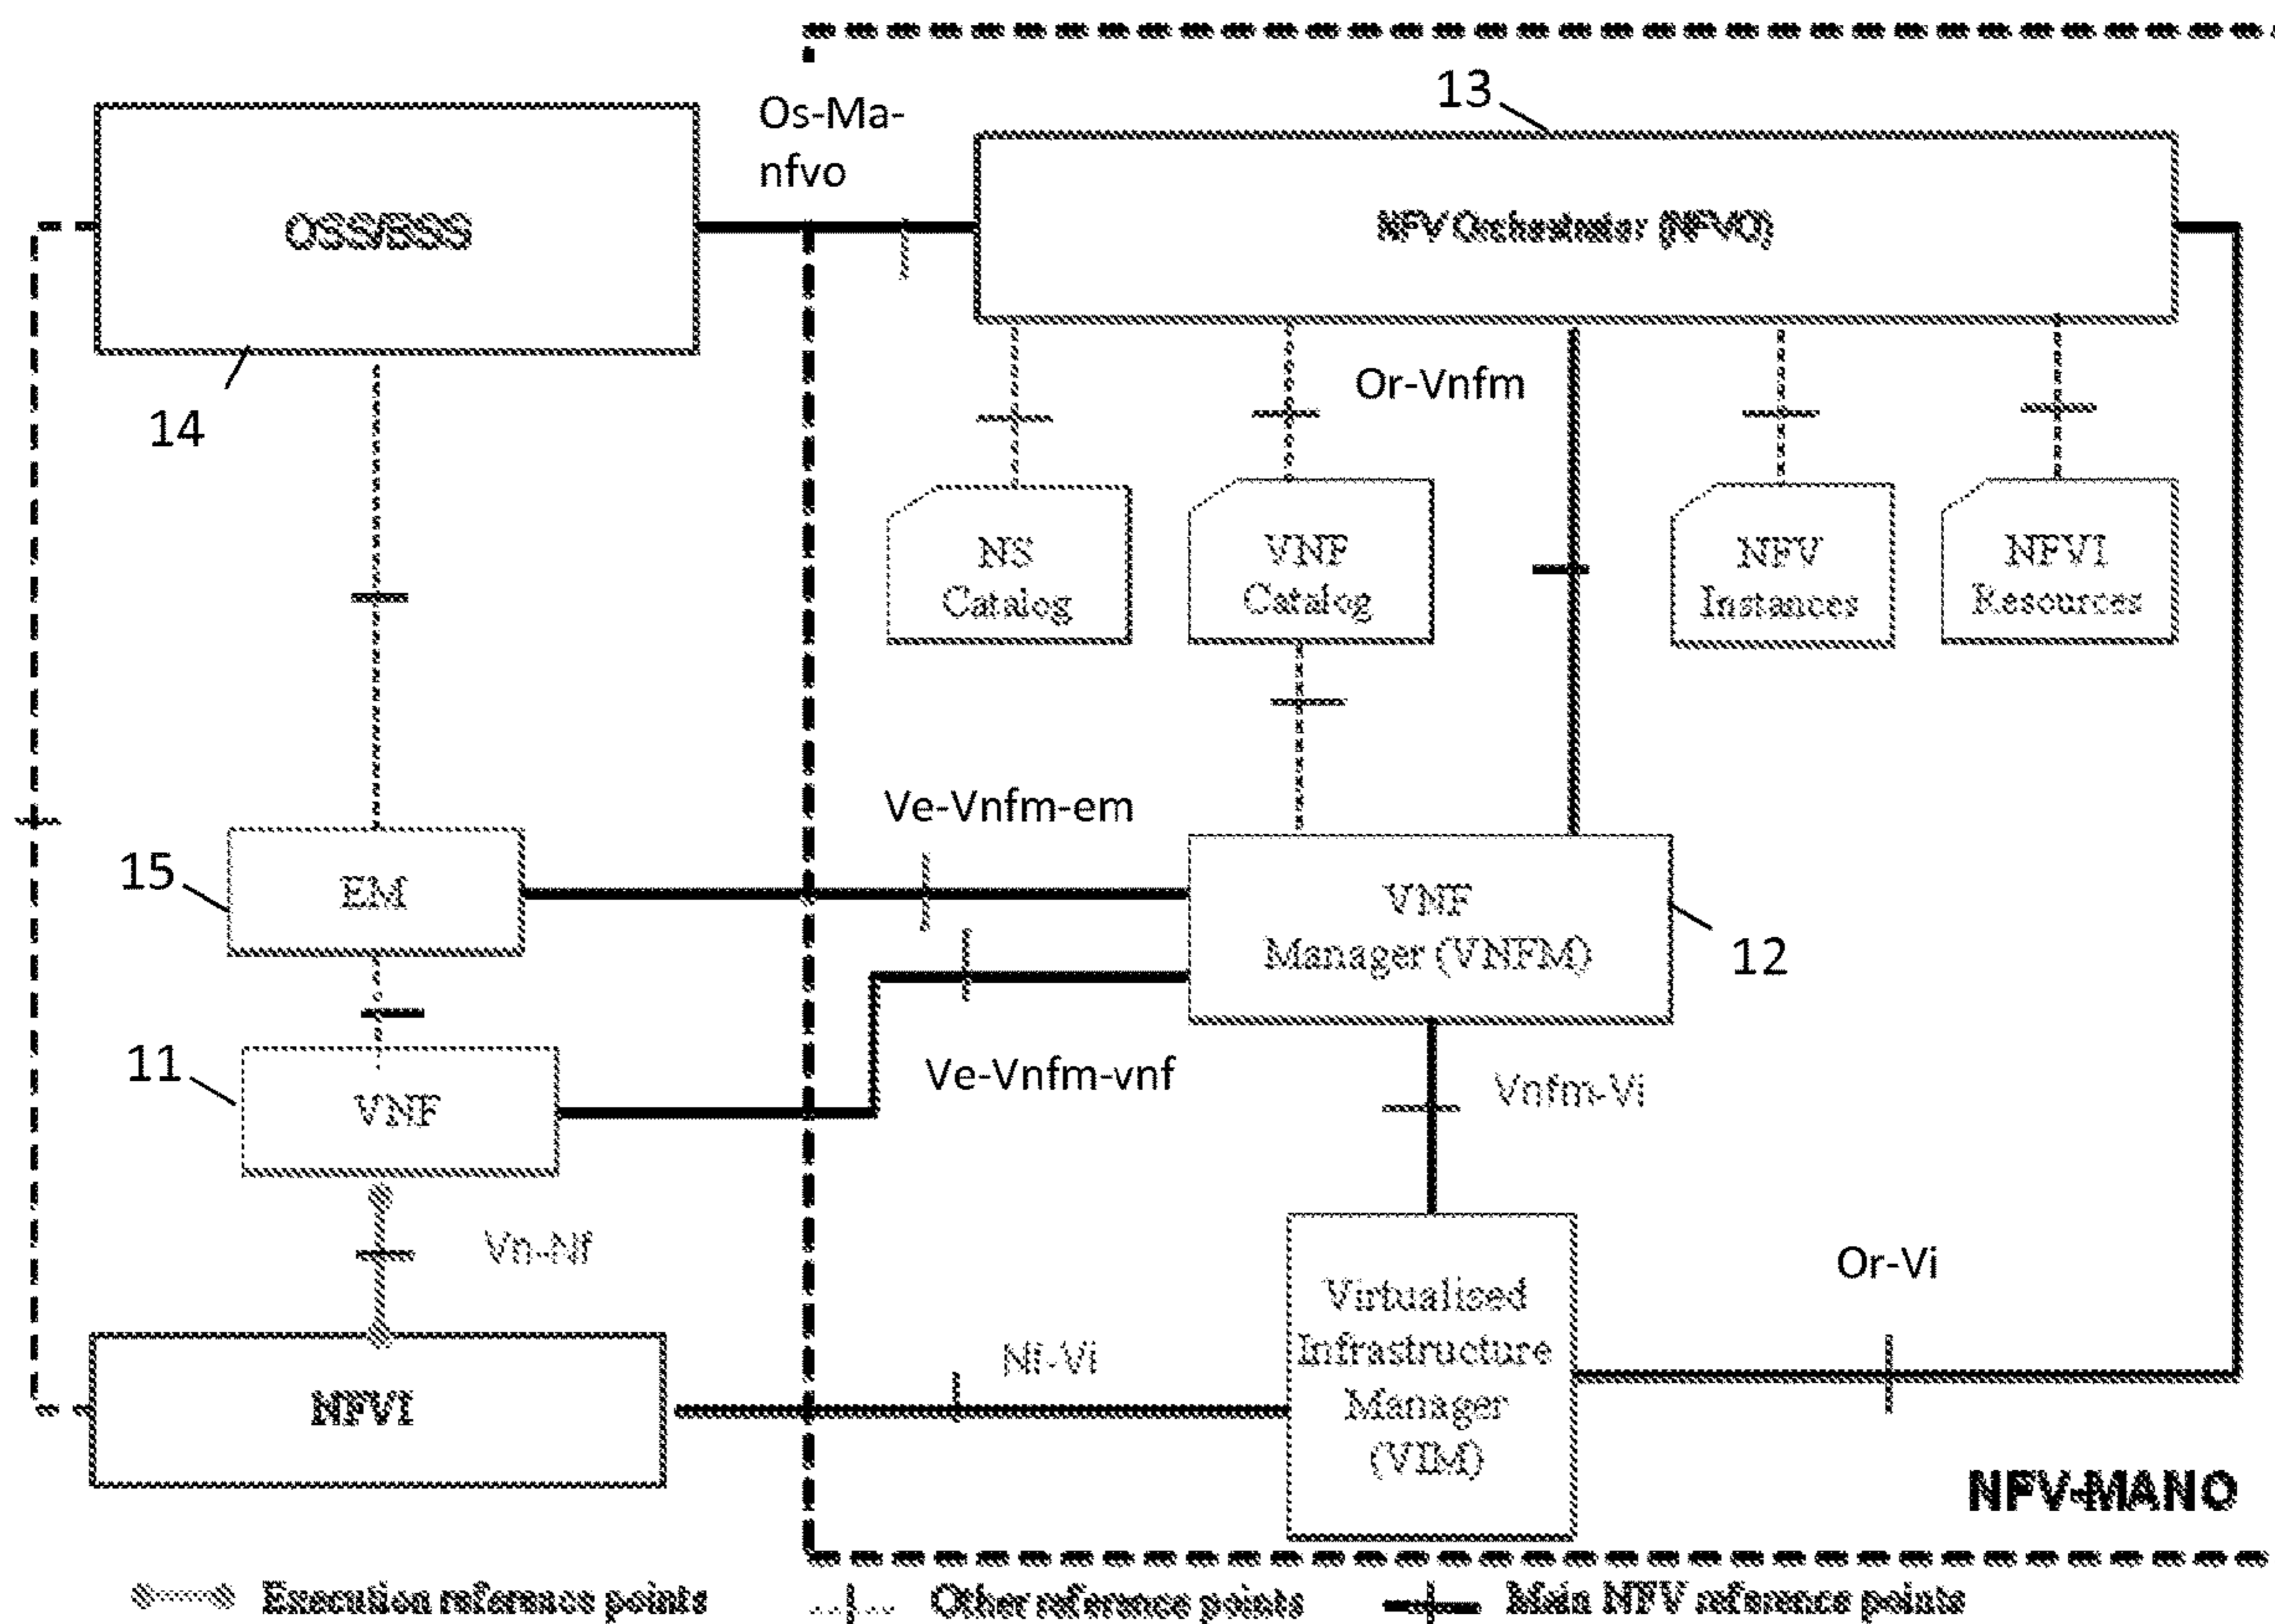 13
Os-Ma-
nfvo
OSS/BSS
NFV Orchestrator (NFVO)
14
Or-Vnfm
NS
Catalog
VNF
Catalog
NFV
Instances
NFVI
Resources
Ve-Vnfm-em
15
EM
VNF
Manager (VNFM)
12
11
VNF
Ve-Vnfm-vnf
Vnfm-Vi
Vn-Nf
Or-Vi
Virtualised
Infrastructure
Manager
(VIM)
Nf-Vi
NFVI
NFV-MANO
Execution reference points
Other reference points
Main NFV reference points